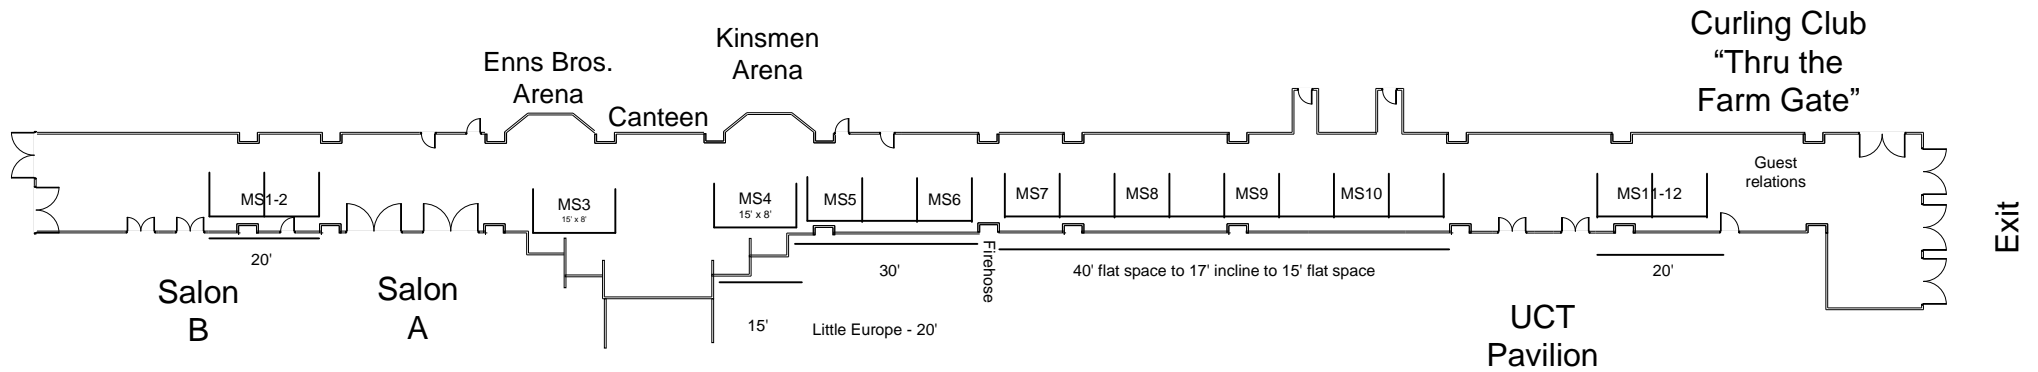 Curling Club
“Thru the
Farm Gate”
Kinsmen
Arena
Enns Bros.
Arena
Canteen
Guest
relations
MS1-2
MS3
15' x 8'
MS4
15' x 8'
MS5
MS6
MS7
MS8
MS9
MS10
MS11-12
Exit
20'
30'
Firehose
40' flat space to 17' incline to 15' flat space
20'
Salon
B
Salon
A
15'
Little Europe - 20'
UCT
Pavilion